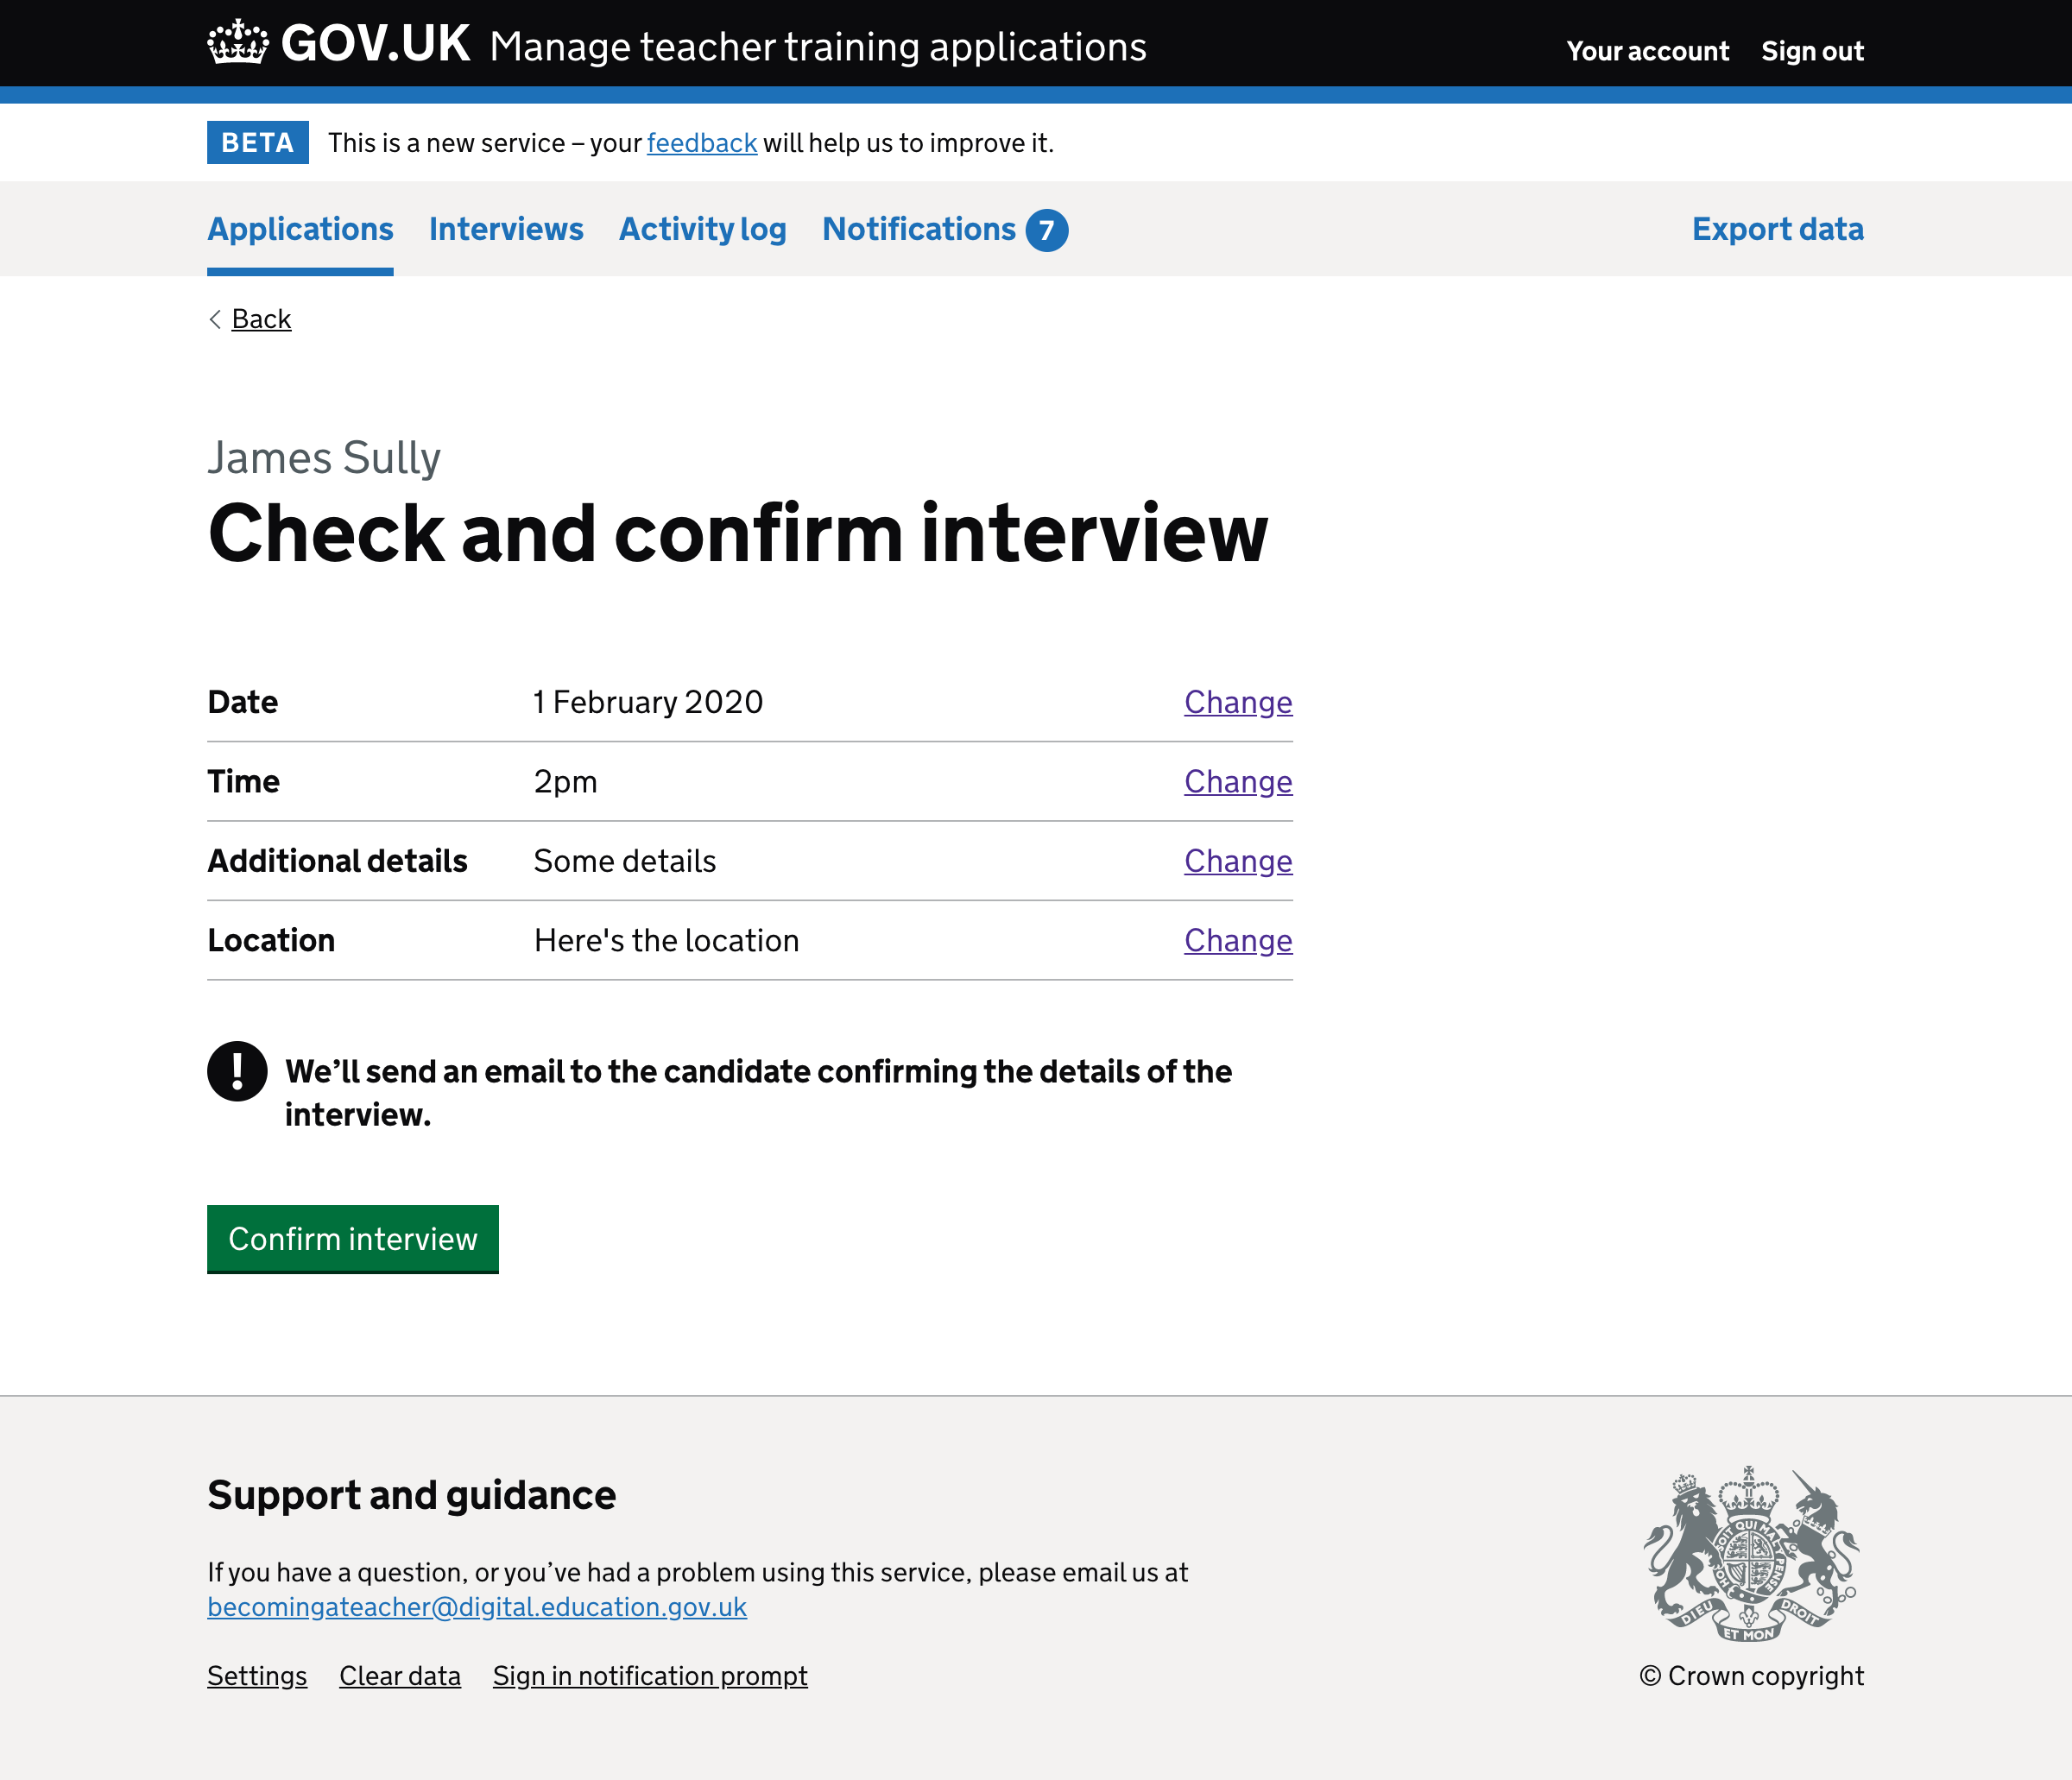 GOV.UK Manage teacher training applications Your account Sign out
BETA This is a new service – your feedback will help us to improve it.
Applications Interviews Activity log Notifications 7 Export data
Back
James Sully
Check and confirm interview
Date 1 February 2020 Change
Time 2pm Change
Additional details Some details Change
Location Here's the location Change
! We’ll send an email to the candidate confirming the details of the
interview.
Confirm interview
Support and guidance
If you have a question, or you’ve had a problem using this service, please email us at
becomingateacher@digital.education.gov.uk
Settings Clear data Sign in notification prompt
DIEU ET MON DROIT
© Crown copyright